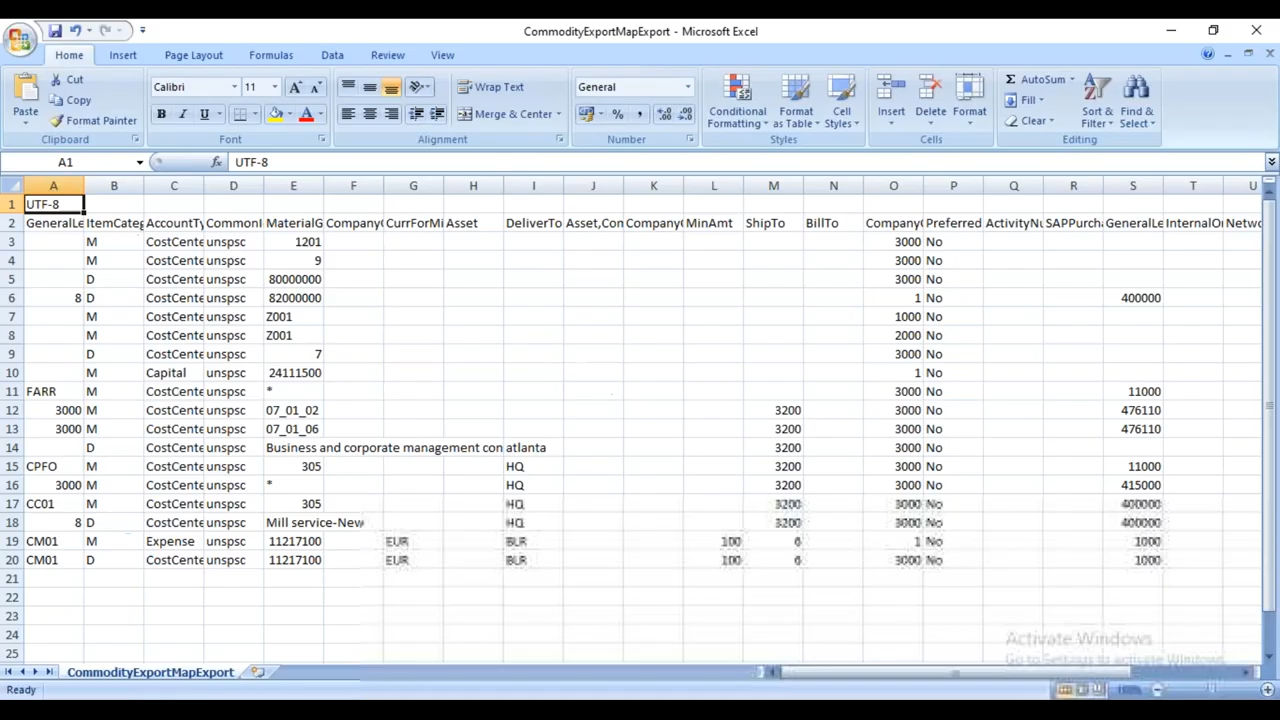 CommodityExportMapExport - Microsoft Excel
Home Insert Page Layout Formulas Data Review View
Paste Cut Copy Format Painter Clipboard
Calibri 11 A A B I U A Font
Wrap Text Merge & Center Alignment
General % , Number
Conditional Formatting Format as Table Cell Styles Styles
Insert Delete Format Cells
Σ AutoSum Fill Clear Sort & Filter Find & Select Editing
A1 fx UTF-8
A B C D E F G H I J K L M N O P Q R S T U
1 UTF-8
2 GeneralLe ItemCateg AccountTy CommonI MaterialG Company CurrForMi Asset DeliverTo Asset,Con Company MinAmt ShipTo BillTo Company Preferred ActivityNu SAPPurcha GeneralLe InternalOr Netwo
3 M CostCente unspsc 1201 3000 No
4 M CostCente unspsc 9 3000 No
5 D CostCente unspsc 80000000 3000 No
6 8 D CostCente unspsc 82000000 1 No 400000
7 M CostCente unspsc Z001 1000 No
8 M CostCente unspsc Z001 2000 No
9 D CostCente unspsc 7 3000 No
10 M Capital unspsc 24111500 1 No
11 FARR M CostCente unspsc * 3000 No 11000
12 3000 M CostCente unspsc 07_01_02 3200 3000 No 476110
13 3000 M CostCente unspsc 07_01_06 3200 3000 No 476110
14 D CostCente unspsc Business and corporate management con atlanta 3200 3000 No
15 CPFO M CostCente unspsc 305 HQ 3200 3000 No 11000
16 3000 M CostCente unspsc * HQ 3200 3000 No 415000
17 CC01 M CostCente unspsc 305 HQ 3200 3000 No 400000
18 8 D CostCente unspsc Mill service-New HQ 3200 3000 No 400000
19 CM01 M Expense unspsc 11217100 EUR BLR 100 6 1 No 1000
20 CM01 D CostCente unspsc 11217100 EUR BLR 100 6 3000 No 1000
21
22
23
24
25
Activate Windows
Go to Settings to activate Windows.
CommodityExportMapExport
Ready